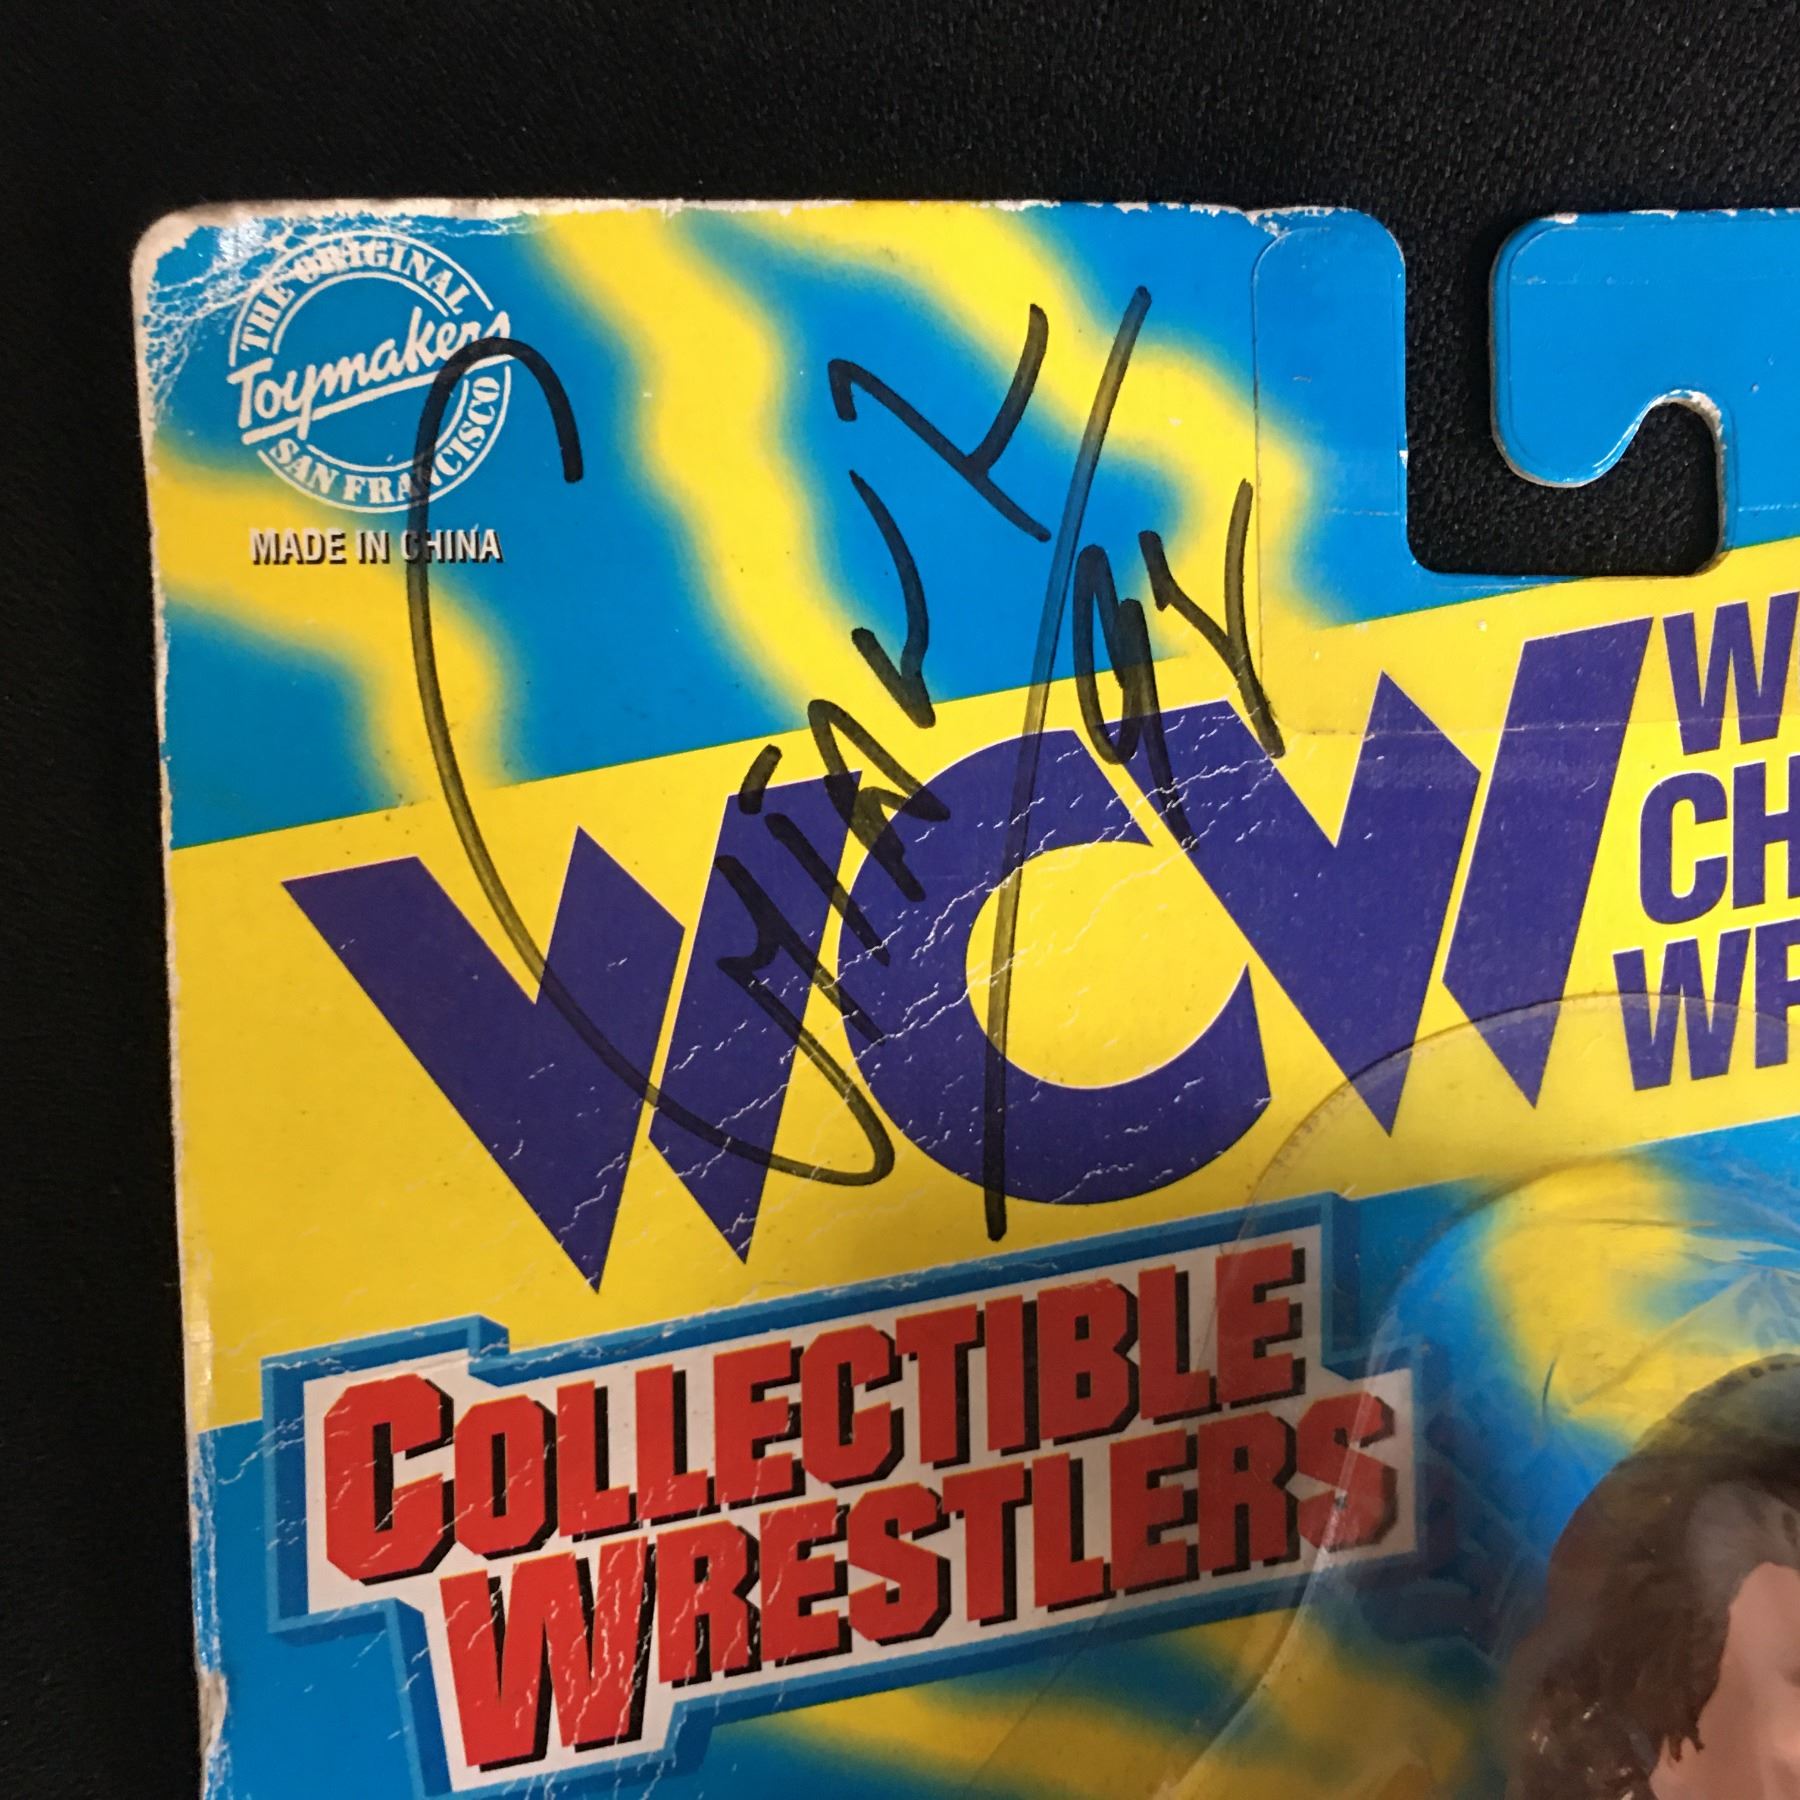 THE ORIGINAL
Toymakers
SAN FRANCISCO
MADE IN CHINA
WCW
W
CH
WR
COLLECTIBLE
WRESTLERS